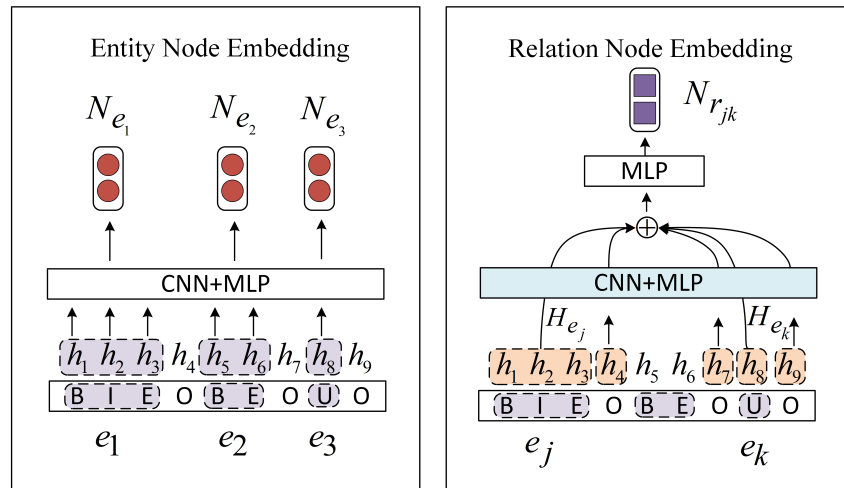 Entity Node Embedding
N_{e_1} N_{e_2} N_{e_3}
CNN+MLP
h_1 h_2 h_3 h_4 h_5 h_6 h_7 h_8 h_9
B I E O B E O U O
e_1 e_2 e_3
Relation Node Embedding
N_{r_{jk}}
MLP
+
CNN+MLP
H_{e_j} H_{e_k}
h_1 h_2 h_3 h_4 h_5 h_6 h_7 h_8 h_9
B I E O B E O U O
e_j e_k